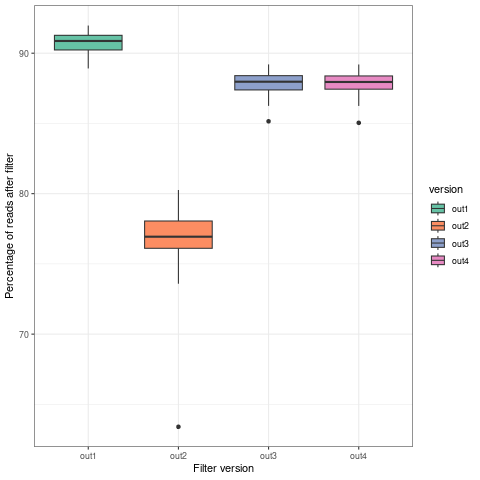 Percentage of reads after filter
90
80
70
out1 out2 out3 out4
Filter version
version
out1
out2
out3
out4